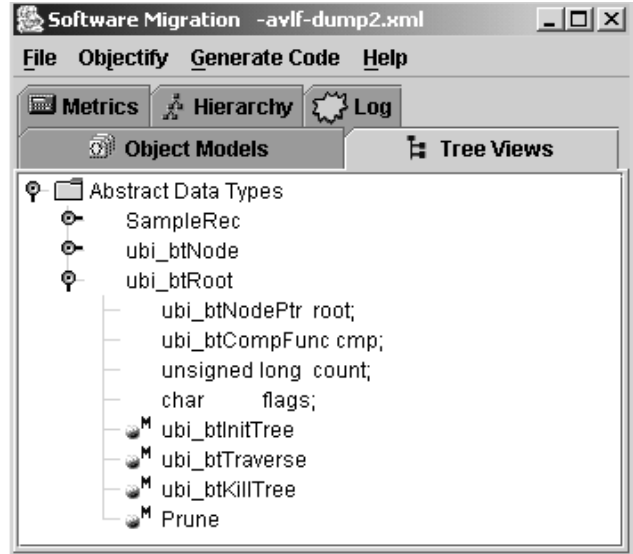 Software Migration -avlf-dump2.xml
File Objectify Generate Code Help
Metrics Hierarchy Log
Object Models Tree Views
Abstract Data Types
SampleRec
ubi_btNode
ubi_btRoot
ubi_btNodePtr root;
ubi_btCompFunc cmp;
unsigned long count;
char flags;
M ubi_btInitTree
M ubi_btTraverse
M ubi_btKillTree
M Prune